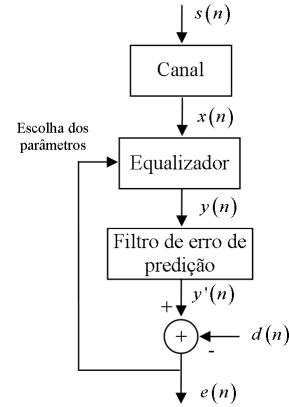 s(n)
Canal
x(n)
Escolha dos
parâmetros
Equalizador
y(n)
Filtro de erro de
predição
y'(n)
+
+
d(n)
-
e(n)